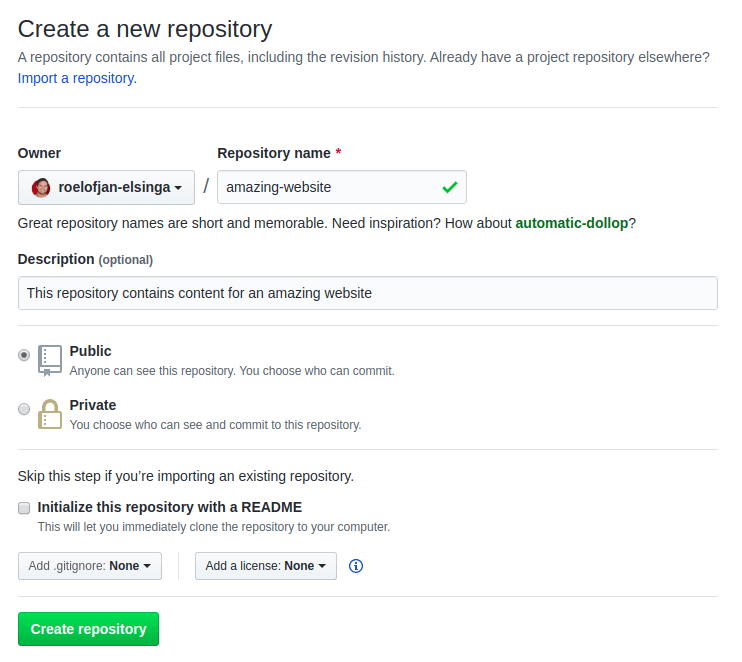 Create a new repository
A repository contains all project files, including the revision history. Already have a project repository elsewhere?
Import a repository.
Owner
Repository name *
roelofjan-elsinga
/
amazing-website
Great repository names are short and memorable. Need inspiration? How about automatic-dollop?
Description (optional)
This repository contains content for an amazing website
Public
Anyone can see this repository. You choose who can commit.
Private
You choose who can see and commit to this repository.
Skip this step if you’re importing an existing repository.
Initialize this repository with a README
This will let you immediately clone the repository to your computer.
Add .gitignore: None
Add a license: None
Create repository